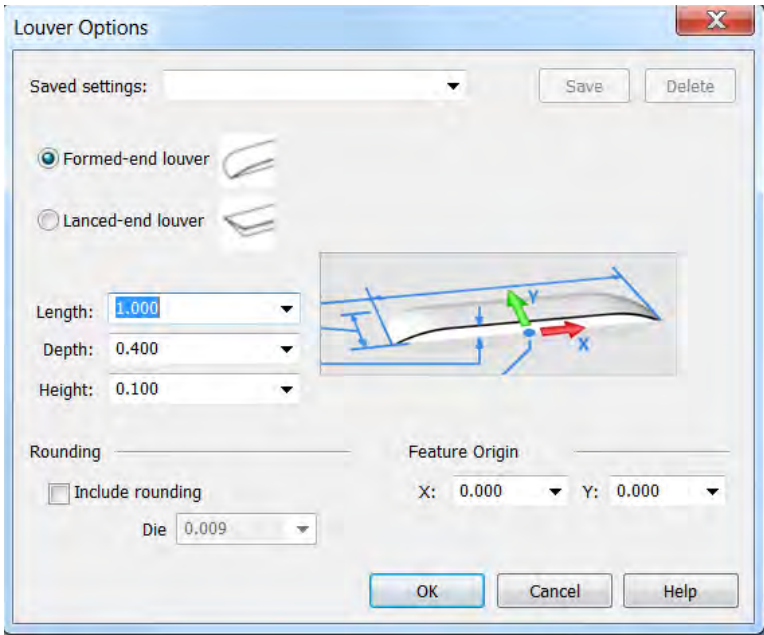 Louver Options
Saved settings: Save Delete
Formed-end louver
Lanced-end louver
Length: 1.000
Depth: 0.400
Height: 0.100
Y
X
Rounding Feature Origin
Include rounding X: 0.000 Y: 0.000
Die 0.009
OK Cancel Help